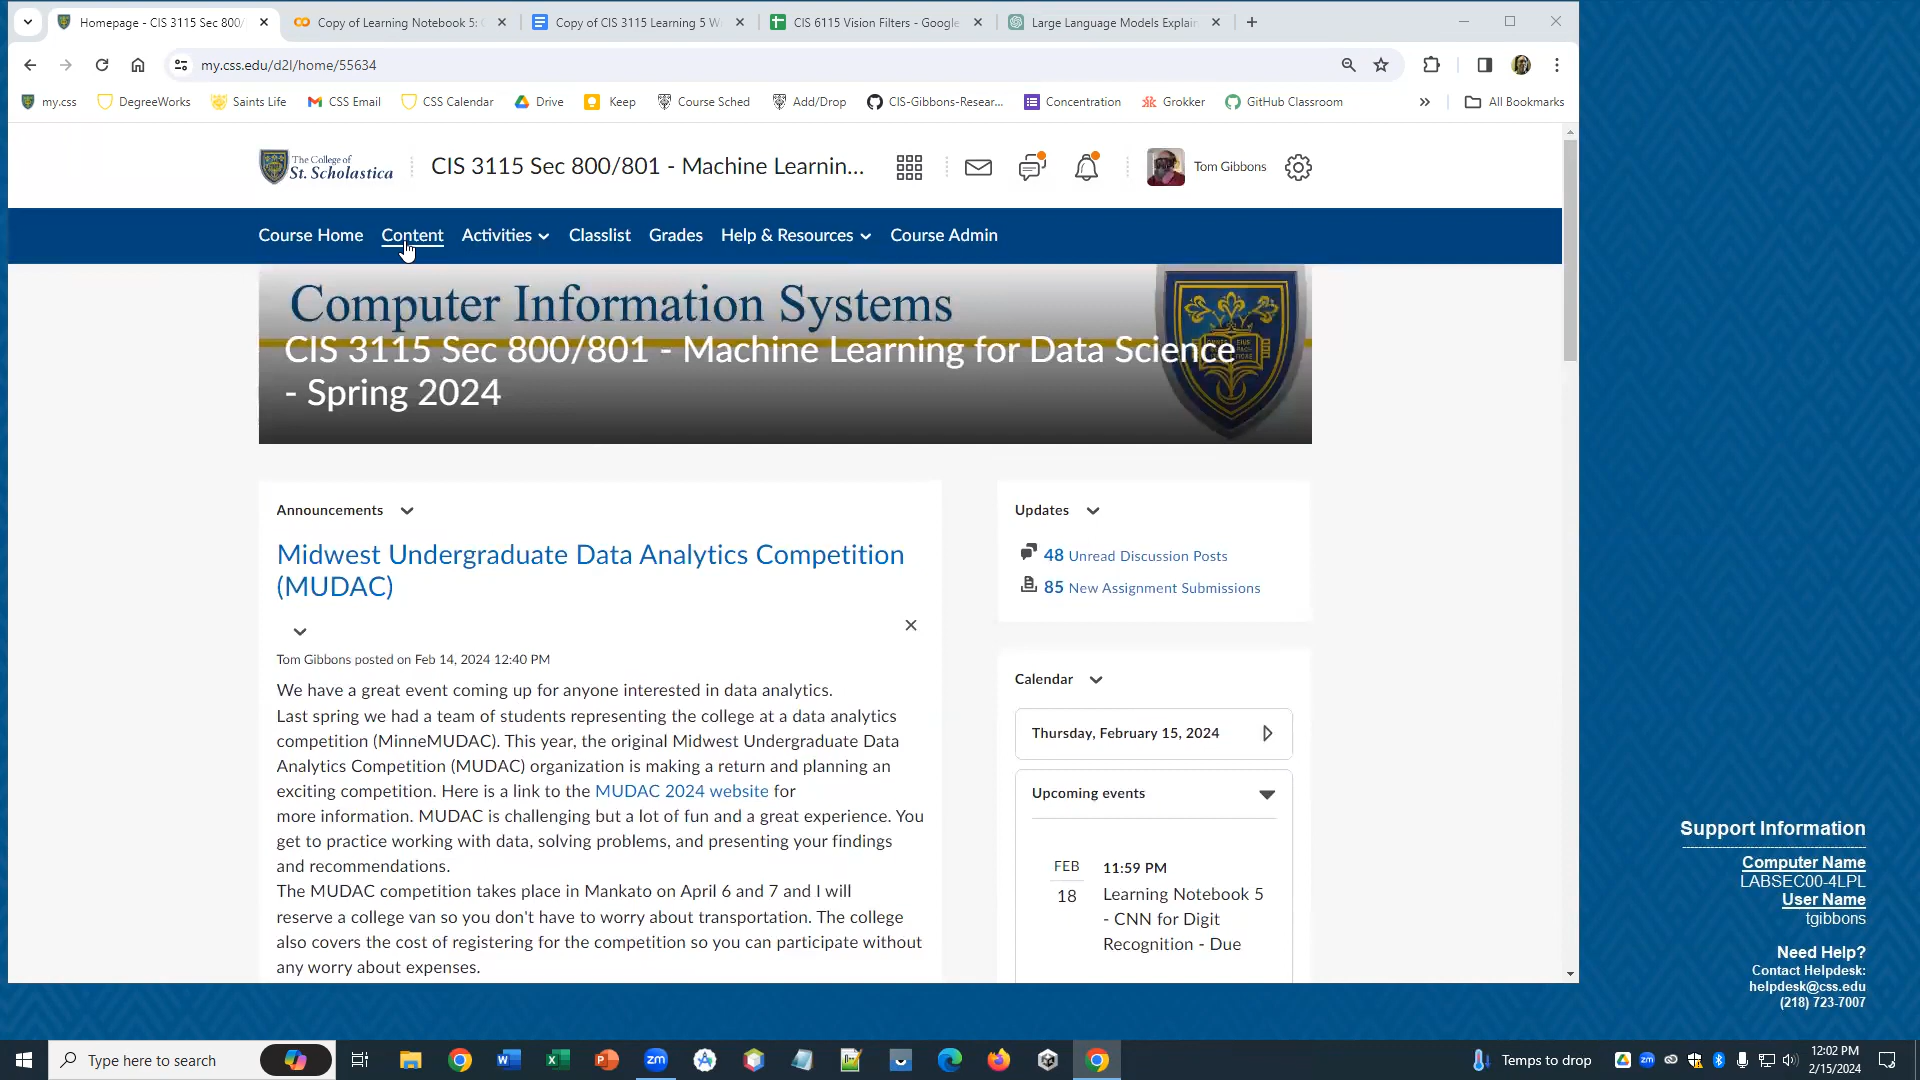 Homepage - CIS 3115 Sec 800/
Copy of Learning Notebook 5:
Copy of CIS 3115 Learning 5 W
CIS 6115 Vision Filters - Google
Large Language Models Explai
my.css.edu/d2l/home/55634
my.css
DegreeWorks
Saints Life
CSS Email
CSS Calendar
Drive
Keep
Course Sched
Add/Drop
CIS-Gibbons-Resear...
Concentration
Grokker
GitHub Classroom
»
All Bookmarks
The College of
St. Scholastica
CIS 3115 Sec 800/801 - Machine Learnin...
Tom Gibbons
Course Home
Content
Activities
Classlist
Grades
Help & Resources
Course Admin
Computer Information Systems
CIS 3115 Sec 800/801 - Machine Learning for Data Science
- Spring 2024
Announcements
Midwest Undergraduate Data Analytics Competition
(MUDAC)
Tom Gibbons posted on Feb 14, 2024 12:40 PM
We have a great event coming up for anyone interested in data analytics.
Last spring we had a team of students representing the college at a data analytics
competition (MinneMUDAC). This year, the original Midwest Undergraduate Data
Analytics Competition (MUDAC) organization is making a return and planning an
exciting competition. Here is a link to the MUDAC 2024 website for
more information. MUDAC is challenging but a lot of fun and a great experience. You
get to practice working with data, solving problems, and presenting your findings
and recommendations.
The MUDAC competition takes place in Mankato on April 6 and 7 and I will
reserve a college van so you don't have to worry about transportation. The college
also covers the cost of registering for the competition so you can participate without
any worry about expenses.
Updates
48 Unread Discussion Posts
85 New Assignment Submissions
Calendar
Thursday, February 15, 2024
Upcoming events
FEB
18
11:59 PM
Learning Notebook 5
- CNN for Digit
Recognition - Due
Support Information
Computer Name
LABSEC00-4LPL
User Name
tgibbons
Need Help?
Contact Helpdesk:
helpdesk@css.edu
(218) 723-7007
Type here to search
zm
Temps to drop
12:02 PM
2/15/2024